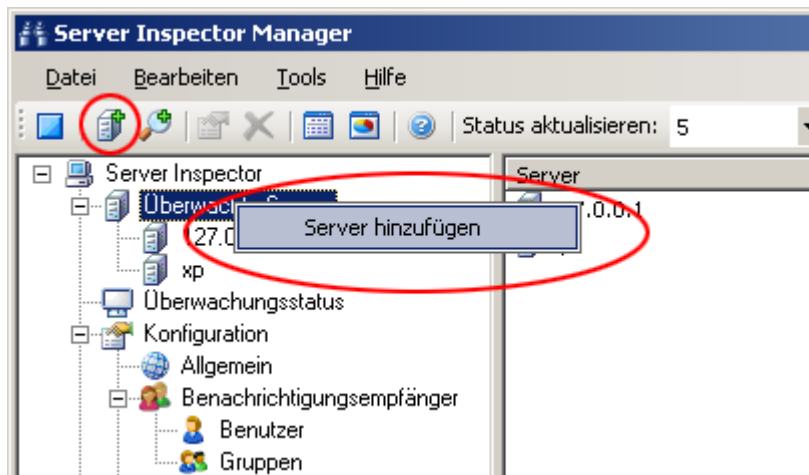 Server Inspector Manager
Datei Bearbeiten Tools Hilfe
Status aktualisieren: 5
Server Inspector
Server hinzufügen
xp
Überwachungsstatus
Konfiguration
Allgemein
Benachrichtigungsempfänger
Benutzer
Gruppen
Server